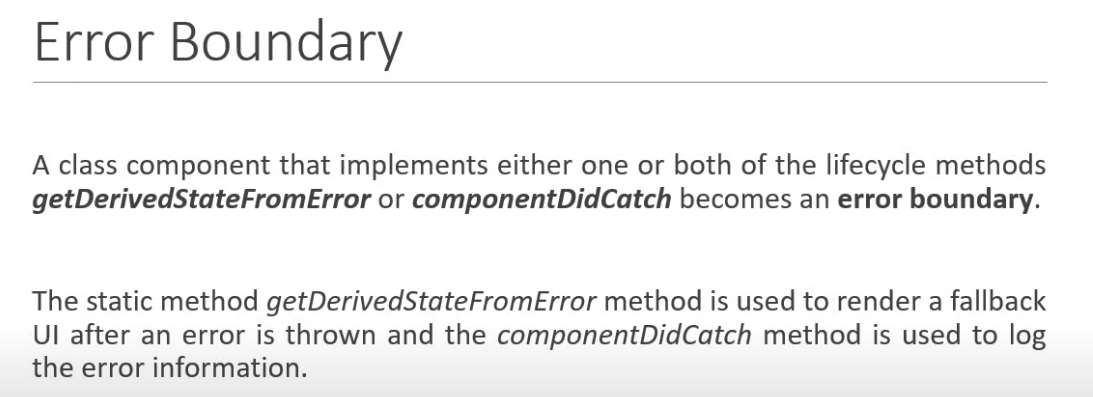 Error Boundary
A class component that implements either one or both of the lifecycle methods
getDerivedStateFromError or componentDidCatch becomes an error boundary.
The static method getDerivedStateFromError method is used to render a fallback
UI after an error is thrown and the componentDidCatch method is used to log
the error information.